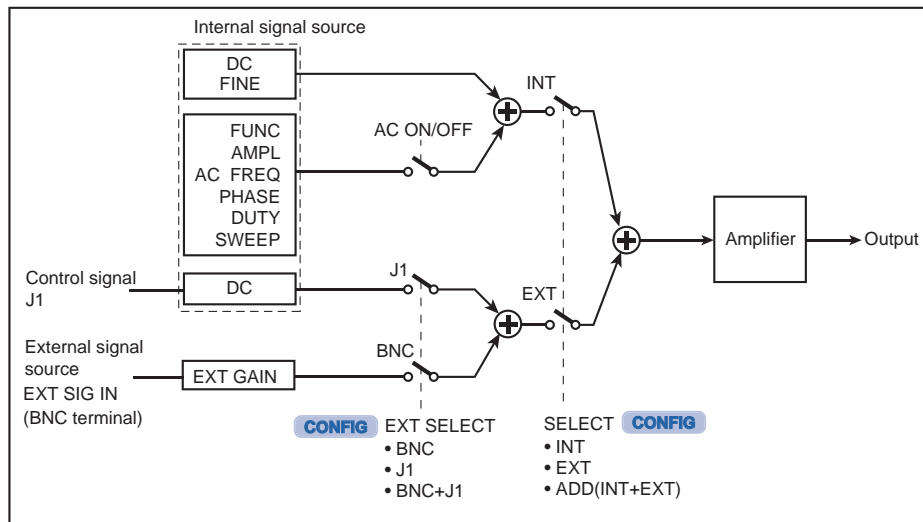 Internal signal source
DC
FINE
INT
FUNC
AMPL
AC FREQ
PHASE
DUTY
SWEEP
AC ON/OFF
Amplifier
Output
Control signal
J1
DC
J1
EXT
External signal
source
EXT SIG IN
(BNC terminal)
EXT GAIN
BNC
CONFIG EXT SELECT
• BNC
• J1
• BNC+J1
SELECT CONFIG
• INT
• EXT
• ADD(INT+EXT)